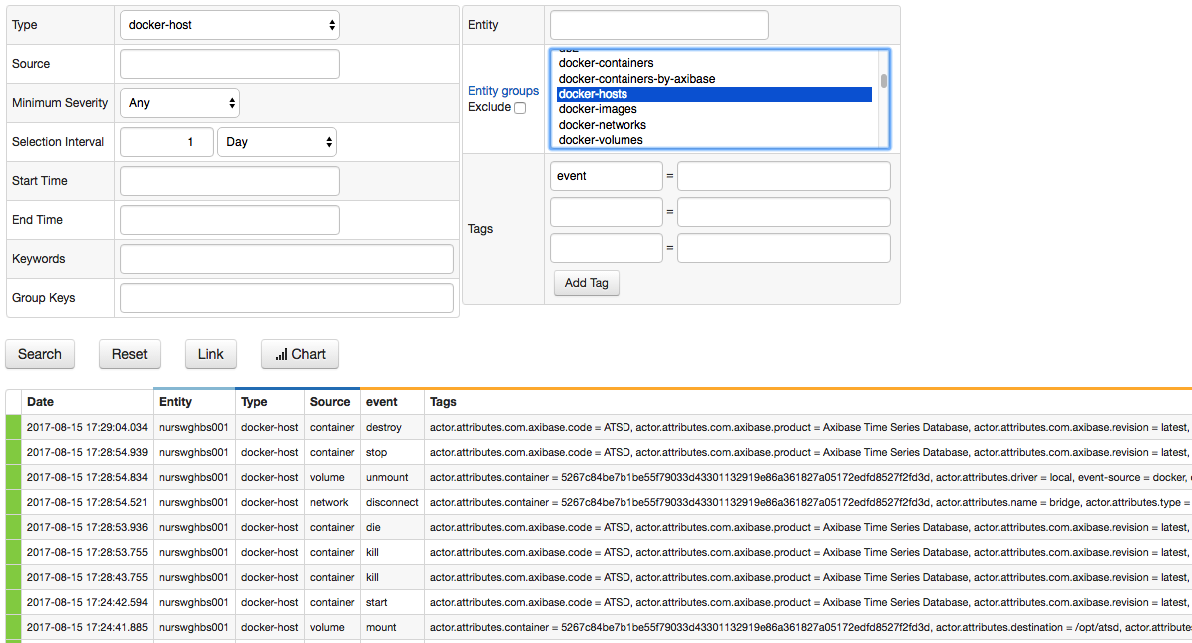 Type docker-host
Source
Minimum Severity Any
Selection Interval 1 Day
Start Time
End Time
Keywords
Group Keys
Entity
Entity groups
Exclude
docker-containers
docker-containers-by-axibase
docker-hosts
docker-images
docker-networks
docker-volumes
Tags
event =
=
=
Add Tag
Search Reset Link Chart
Date Entity Type Source event Tags
2017-08-15 17:29:04.034 nurswghbs001 docker-host container destroy actor.attributes.com.axibase.code = ATSD, actor.attributes.com.axibase.product = Axibase Time Series Database, actor.attributes.com.axibase.revision = latest,
2017-08-15 17:28:54.939 nurswghbs001 docker-host container stop actor.attributes.com.axibase.code = ATSD, actor.attributes.com.axibase.product = Axibase Time Series Database, actor.attributes.com.axibase.revision = latest,
2017-08-15 17:28:54.834 nurswghbs001 docker-host volume unmount actor.attributes.container = 5267c84be7b1be55f79033d43301132919e86a361827a05172edfd8527f2fd3d, actor.attributes.driver = local, event-source = docker,
2017-08-15 17:28:54.521 nurswghbs001 docker-host network disconnect actor.attributes.container = 5267c84be7b1be55f79033d43301132919e86a361827a05172edfd8527f2fd3d, actor.attributes.name = bridge, actor.attributes.type =
2017-08-15 17:28:53.936 nurswghbs001 docker-host container die actor.attributes.com.axibase.code = ATSD, actor.attributes.com.axibase.product = Axibase Time Series Database, actor.attributes.com.axibase.revision = latest,
2017-08-15 17:28:53.755 nurswghbs001 docker-host container kill actor.attributes.com.axibase.code = ATSD, actor.attributes.com.axibase.product = Axibase Time Series Database, actor.attributes.com.axibase.revision = latest,
2017-08-15 17:28:43.755 nurswghbs001 docker-host container kill actor.attributes.com.axibase.code = ATSD, actor.attributes.com.axibase.product = Axibase Time Series Database, actor.attributes.com.axibase.revision = latest,
2017-08-15 17:24:42.594 nurswghbs001 docker-host container start actor.attributes.com.axibase.code = ATSD, actor.attributes.com.axibase.product = Axibase Time Series Database, actor.attributes.com.axibase.revision = latest,
2017-08-15 17:24:41.885 nurswghbs001 docker-host volume mount actor.attributes.container = 5267c84be7b1be55f79033d43301132919e86a361827a05172edfd8527f2fd3d, actor.attributes.destination = /opt/atsd, actor.attributes